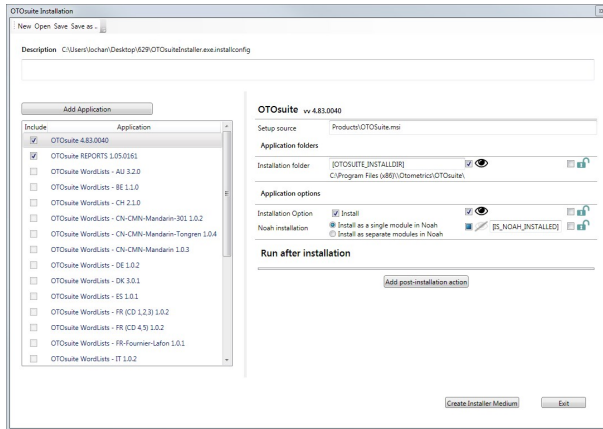 OTOsuite Installation
New Open Save Save as
Description C:\Users\lochan\Desktop\629\OTOsuiteInstaller.exe.installconfig
Add Application
Include Application
OTOsuite 4.83.0040
OTOsuite REPORTS 1.05.0161
OTOsuite WordLists - AU 3.2.0
OTOsuite WordLists - BE 1.1.0
OTOsuite WordLists - CH 2.1.0
OTOsuite WordLists - CN-CMN-Mandarin-301 1.0.2
OTOsuite WordLists - CN-CMN-Mandarin-Tongren 1.0.4
OTOsuite WordLists - CN-CMN-Mandarin 1.0.3
OTOsuite WordLists - DE 1.0.2
OTOsuite WordLists - DK 3.0.1
OTOsuite WordLists - ES 1.0.1
OTOsuite WordLists - FR (CD 1,2,3) 1.0.2
OTOsuite WordLists - FR (CD 4,5) 1.0.2
OTOsuite WordLists - FR-Fournier-Lafon 1.0.1
OTOsuite WordLists - IT 1.0.2
OTOsuite vv 4.83.0040
Setup source Products\OTOSuite.msi
Application folders
Installation folder [OTOSUITE_INSTALLDIR]
C:\Program Files (x86)\\Otometrics\OTOsuite\
Application options
Installation Option Install
Noah installation Install as a single module in Noah [IS_NOAH_INSTALLED]
Install as separate modules in Noah
Run after installation
Add post-installation action
Create Installer Medium Exit